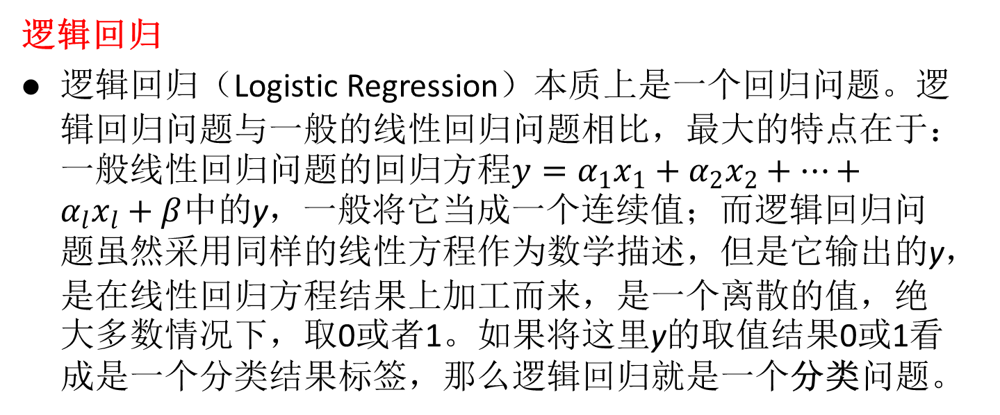 逻辑回归
● 逻辑回归（Logistic Regression）本质上是一个回归问题。逻
辑回归问题与一般的线性回归问题相比，最大的特点在于：
一般线性回归问题的回归方程y = α₁x₁ + α₂x₂ + ⋯ +
αₗxₗ + β中的y，一般将它当成一个连续值；而逻辑回归问
题虽然采用同样的线性方程作为数学描述，但是它输出的y，
是在线性回归方程结果上加工而来，是一个离散的值，绝
大多数情况下，取0或者1。如果将这里y的取值结果0或1看
成是一个分类结果标签，那么逻辑回归就是一个分类问题。